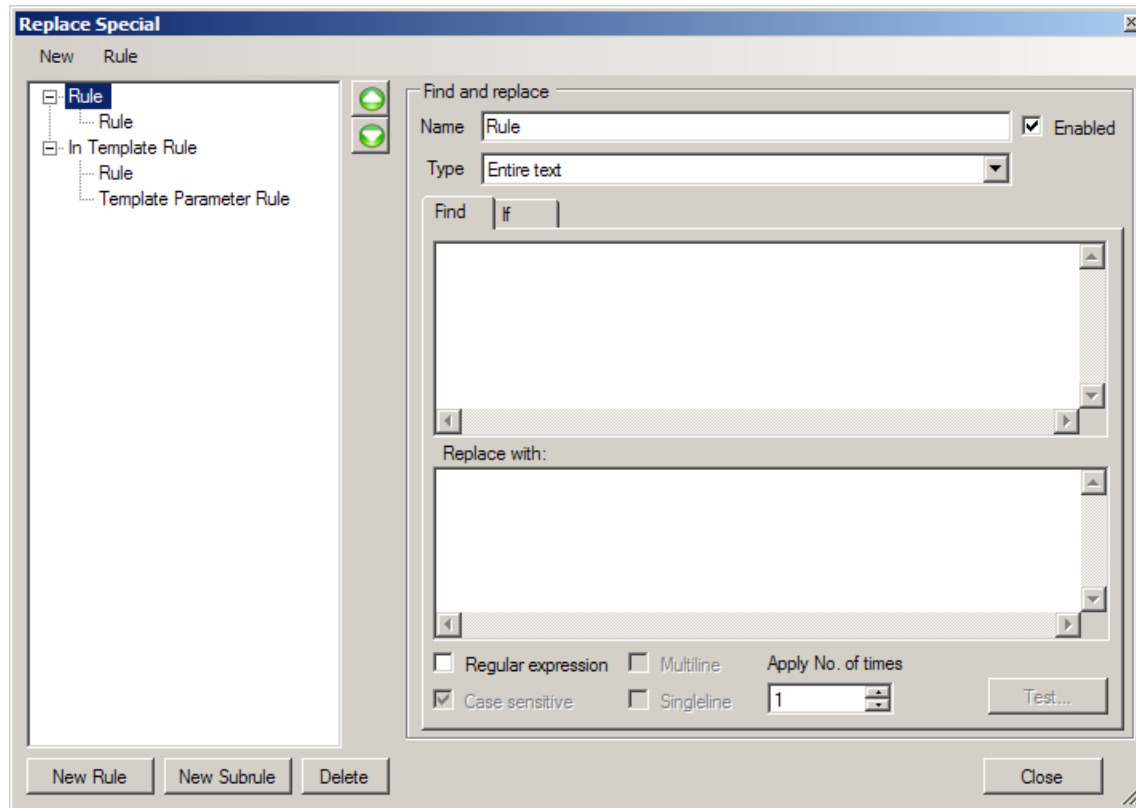 Replace Special
New Rule
Rule
Rule
In Template Rule
Rule
Template Parameter Rule
Find and replace
Name Rule Enabled
Type Entire text
Find If
Replace with:
Regular expression Multiline Apply No. of times
Case sensitive Singleline 1 Test...
New Rule New Subrule Delete Close